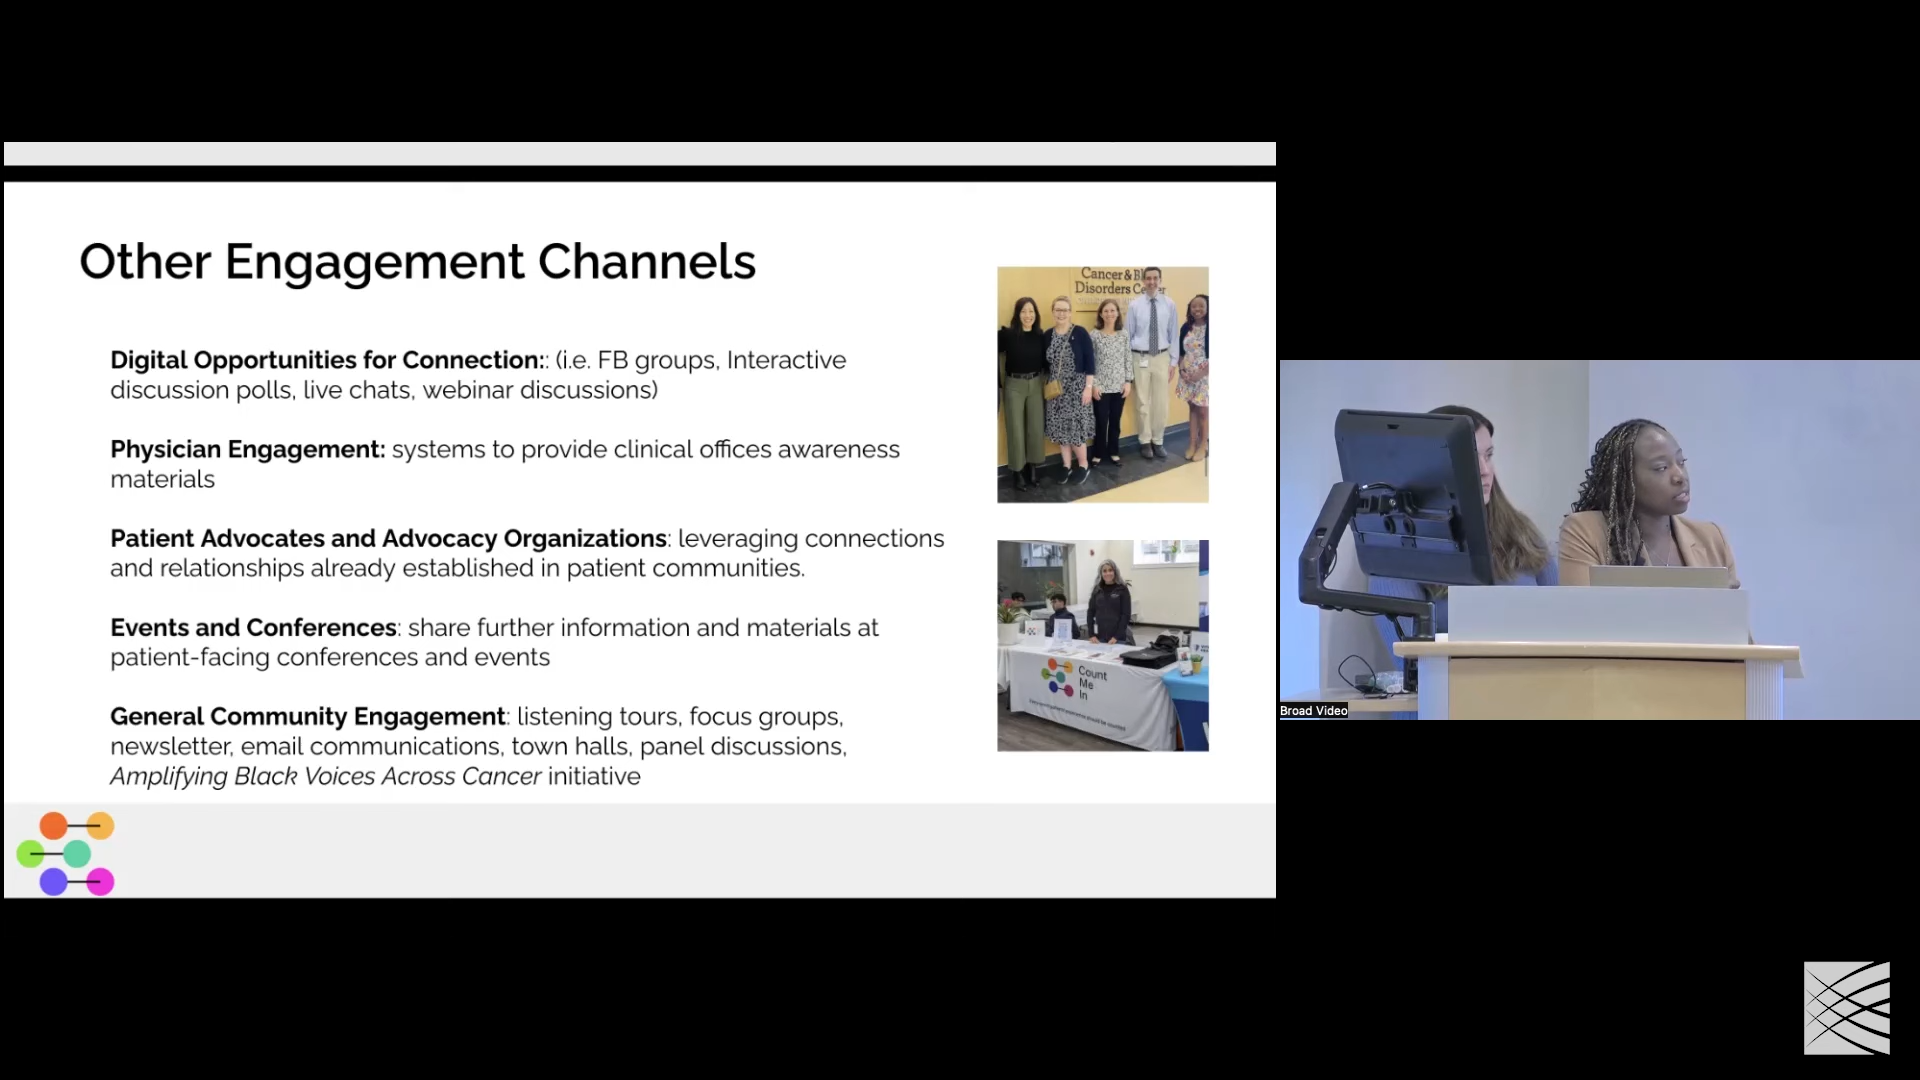 Other Engagement Channels
Digital Opportunities for Connection:: (i.e. FB groups, Interactive
discussion polls, live chats, webinar discussions)
Physician Engagement: systems to provide clinical offices awareness
materials
Patient Advocates and Advocacy Organizations: leveraging connections
and relationships already established in patient communities.
Events and Conferences: share further information and materials at
patient-facing conferences and events
General Community Engagement: listening tours, focus groups,
newsletter, email communications, town halls, panel discussions,
Amplifying Black Voices Across Cancer initiative
Cancer &
Disorders
Count
Me
In
Broad Video